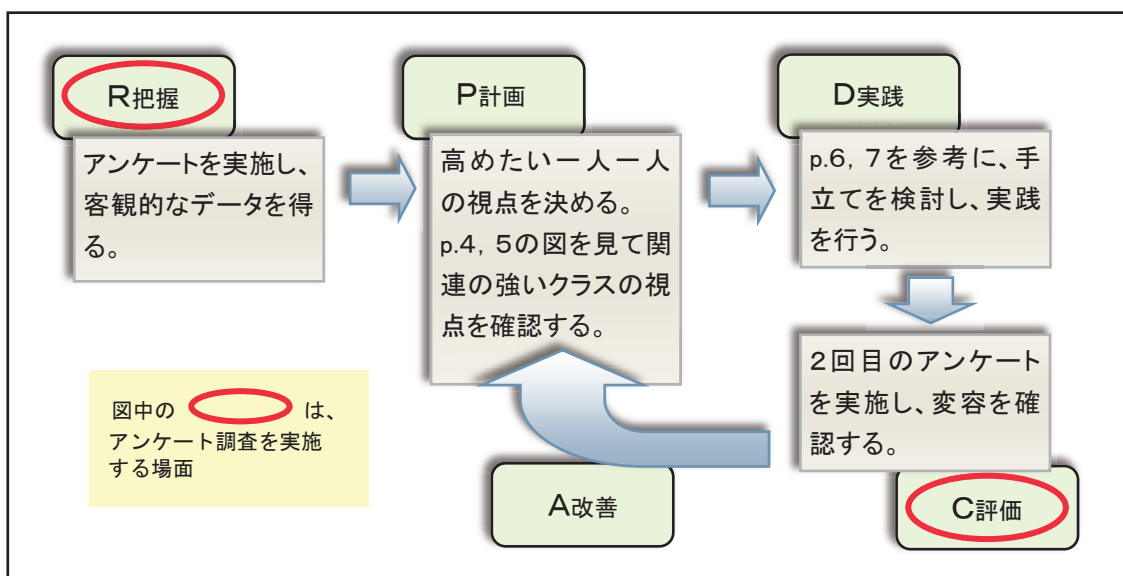 R把握
アンケートを実施し、
客観的なデータを得
る。
P計画
高めたい一人一人
の視点を決める。
p.4, 5の図を見て関
連の強いクラスの視
点を確認する。
D実践
p.6, 7を参考に、手
立てを検討し、実践
を行う。
2回目のアンケート
を実施し、変容を確
認する。
C評価
A改善
図中の は、
アンケート調査を実施
する場面